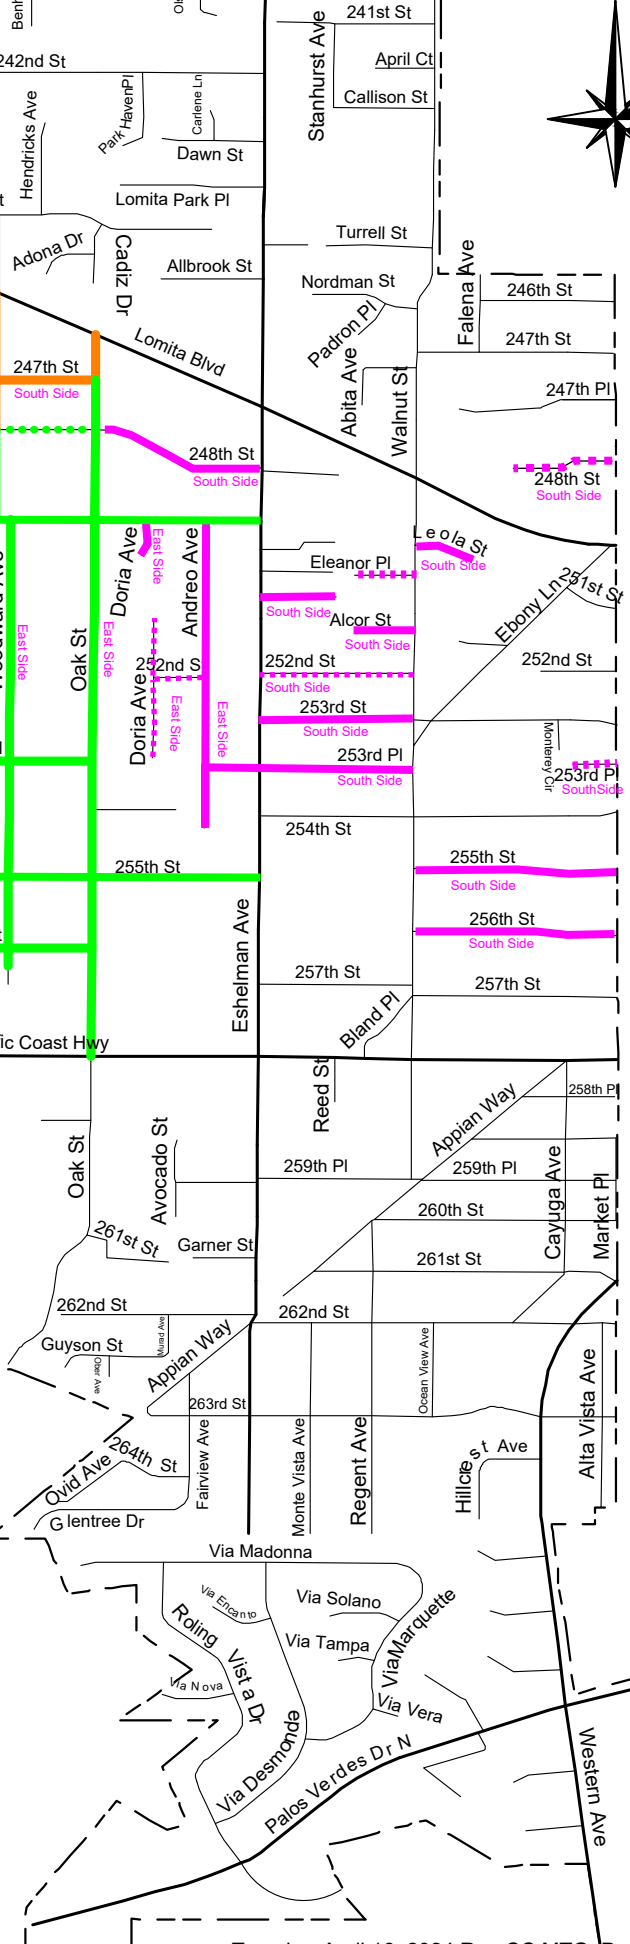 241st St
242nd St
Stanhurst Ave
April Ct
Callison St
Hendricks Ave
Park HavenPl
Carlene Ln
Dawn St
Lomita Park Pl
Turrell St
Adona Dr
Cadiz Dr
Allbrook St
Nordman St
Padron Pl
Falena Ave
246th St
247th St
Lomita Blvd
247th St
South Side
Abita Ave
Walnut St
247th Pl
248th St
South Side
248th St
South Side
Leola St
South Side
Doria Ave
East Side
Andreo Ave
Eleanor Pl
251st St
Ebony Ln
South Side
Alcor St
South Side
East Side
Oak St
East Side
252nd S
252nd St
South Side
252nd St
Doria Ave
East Side
East Side
253rd St
South Side
253rd Pl
South Side
Monterey Cir
253rd Pl
SouthSide
254th St
255th St
255th St
South Side
256th St
South Side
Eshelman Ave
257th St
257th St
Bland Pl
ic Coast Hwy
Reed St
Appian Way
258th Pl
Oak St
Avocado St
259th Pl
259th Pl
Cayuga Ave
Market Pl
260th St
261st St
Garner St
261st St
262nd St
262nd St
Guyson St
Murad Ave
Ober Ave
Appian Way
Ocean View Ave
Alta Vista Ave
263rd St
Fairview Ave
Monte Vista Ave
Regent Ave
Hillcrest Ave
264th St
Ovid Ave
Glentree Dr
Via Madonna
Via Encanto
Via Solano
ViaMarquette
Roling Vista Dr
Via Tampa
Via Nova
Via Vera
Via Desmonde
Palos Verdes Dr N
Western Ave